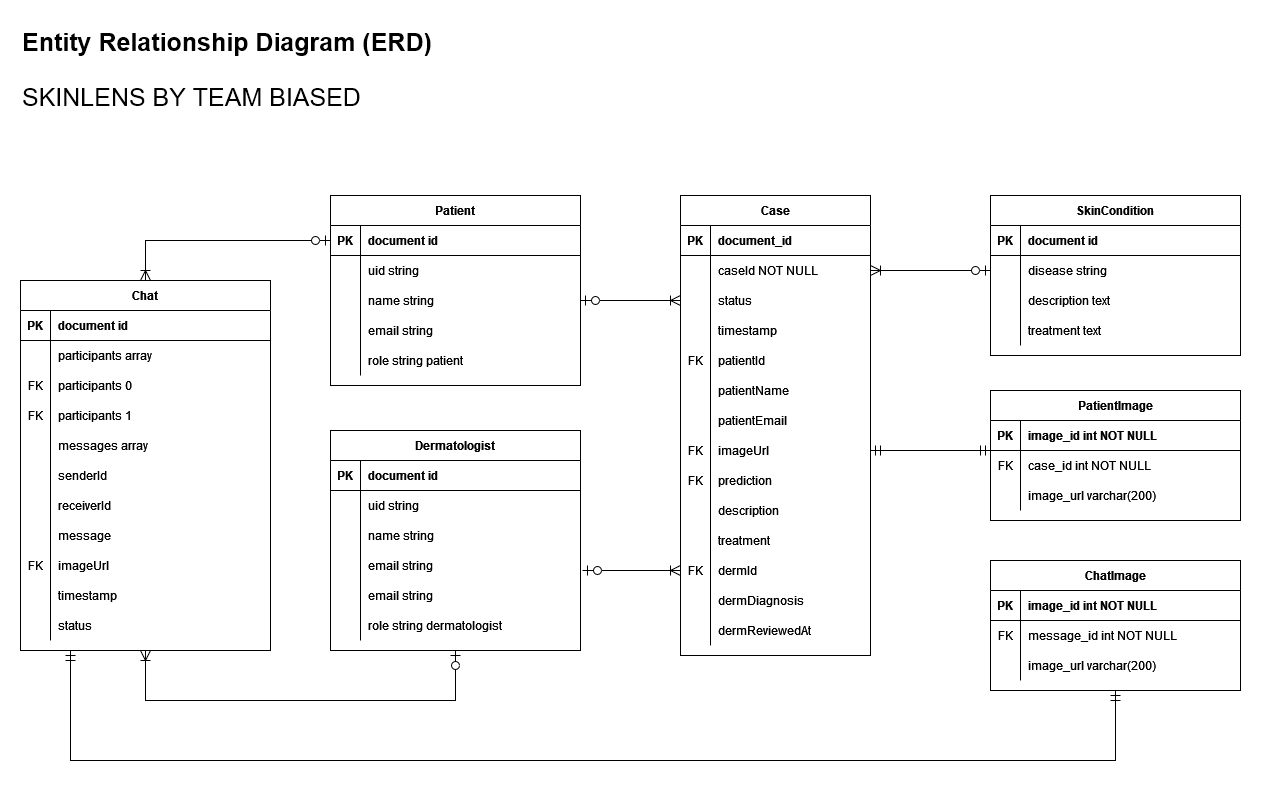 Entity Relationship Diagram (ERD)
SKINLENS BY TEAM BIASED
Patient
PK document id
uid string
name string
email string
role string patient
Case
PK document_id
caseId NOT NULL
status
timestamp
FK patientId
patientName
patientEmail
FK imageUrl
FK prediction
description
treatment
FK dermId
dermDiagnosis
dermReviewedAt
SkinCondition
PK document id
disease string
description text
treatment text
Chat
PK document id
participants array
FK participants 0
FK participants 1
messages array
senderId
receiverId
message
FK imageUrl
timestamp
status
Dermatologist
PK document id
uid string
name string
email string
email string
role string dermatologist
PatientImage
PK image_id int NOT NULL
FK case_id int NOT NULL
image_url varchar(200)
ChatImage
PK image_id int NOT NULL
FK message_id int NOT NULL
image_url varchar(200)